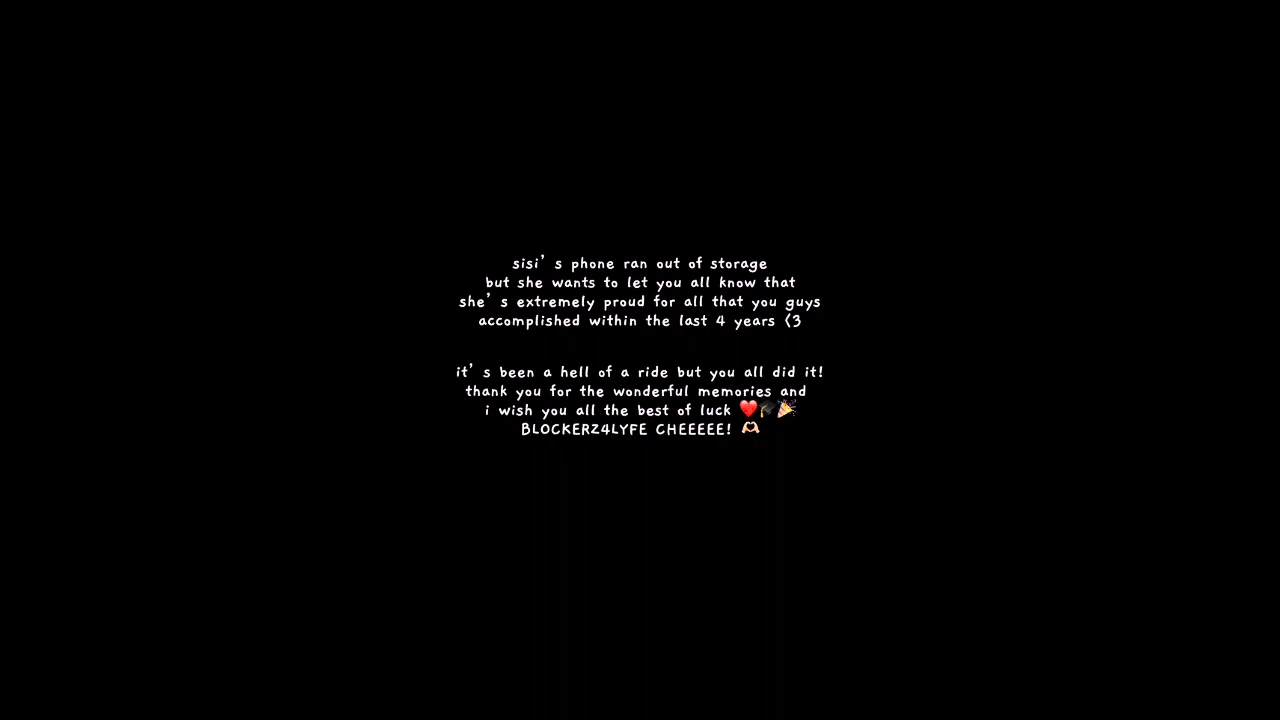 sisi's phone ran out of storage
but she wants to let you all know that
she's extremely proud for all that you guys
accomplished within the last 4 years <3
it's been a hell of a ride but you all did it!
thank you for the wonderful memories and
i wish you all the best of luck ❤️🎓🎉
BLOCKERZ4LYFE CHEEEEE! 🫶🏻